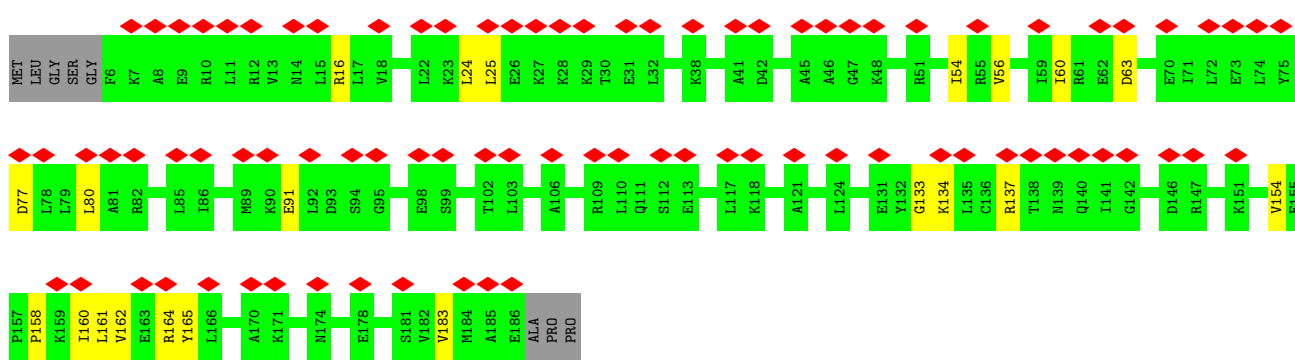 MET LEU GLY SER GLY F6 K7 A8 E9 R10 L11 R12 V13 N14 L15 R16 L17 V18 L22 K23 L24 L25 E26 K27 K28 K29 T30 E31 L32 K38 A41 D42 A45 A46 G47 K48 R51 I54 R55 V56 I59 I60 R61 E62 D63 E70 I71 L72 E73 L74 Y75
D77 L78 L79 L80 A81 R82 L85 I86 M89 K90 E91 L92 D93 S94 G95 E98 S99 T102 L103 A106 R109 L110 Q111 S112 E113 L117 K118 A121 L124 E131 Y132 G133 K134 L135 C136 R137 T138 N139 Q140 I141 G142 D146 R147 K151 V154
P157 P158 K159 I160 L161 V162 E163 R164 Y165 L166 A170 K171 N174 E178 S181 V182 V183 M184 A185 E186 ALA PRO PRO